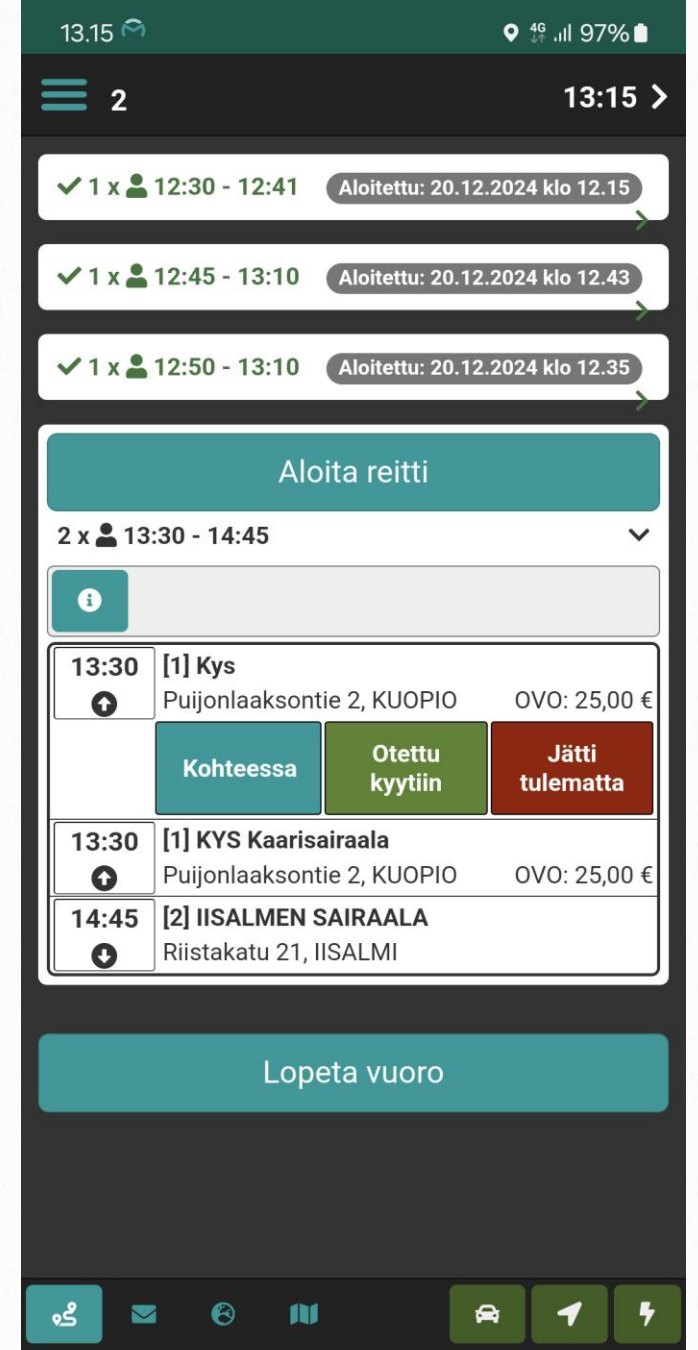 13.15 4G 97%
2 13:15
1 x 12:30 - 12:41 Aloitettu: 20.12.2024 klo 12.15
1 x 12:45 - 13:10 Aloitettu: 20.12.2024 klo 12.43
1 x 12:50 - 13:10 Aloitettu: 20.12.2024 klo 12.35
Aloita reitti
2 x 13:30 - 14:45
13:30 [1] Kys
Puijonlaaksontie 2, KUOPIO OVO: 25,00 €
Kohteessa
Otettu
kyytiin
Jätti
tulematta
13:30 [1] KYS Kaarisairaala
Puijonlaaksontie 2, KUOPIO OVO: 25,00 €
14:45 [2] IISALMEN SAIRAALA
Riistakatu 21, IISALMI
Lopeta vuoro